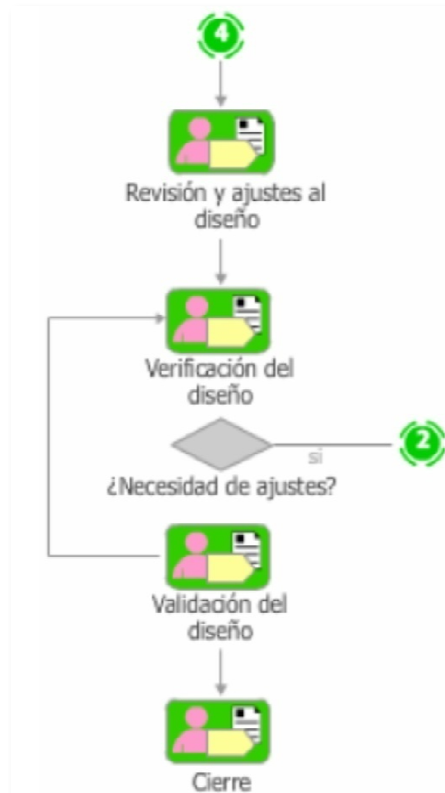 4
Revisión y ajustes al
diseño
Verificación del
diseño
sí
2
¿Necesidad de ajustes?
Validación del
diseño
Cierre